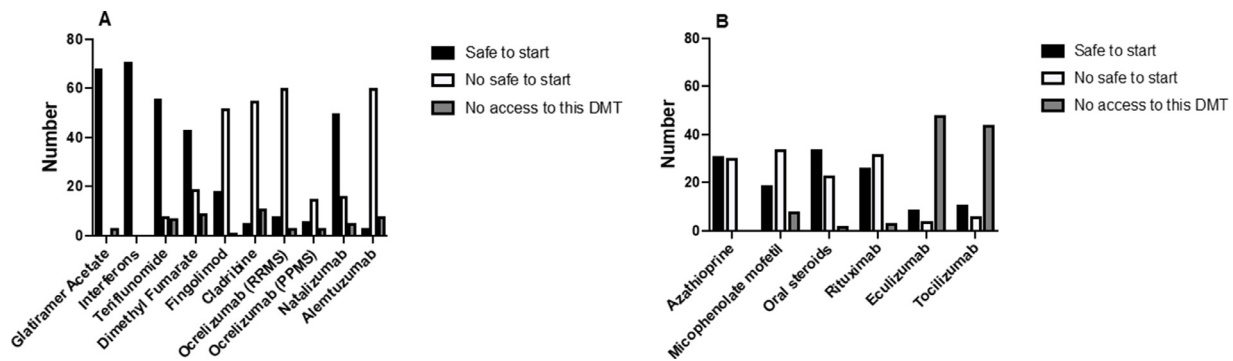 A
80
60
40
20
0
Number
Glatiramer Acetate
Interferons
Teriflunomide
Dimethyl Fumarate
Fingolimod
Cladribine
Ocrelizumab (RRMS)
Ocrelizumab (PPMS)
Natalizumab
Alemtuzumab
Safe to start
No safe to start
No access to this DMT
B
80
60
40
20
0
Number
Azathioprine
Micophenolate mofetil
Oral steroids
Rituximab
Eculizumab
Tocilizumab
Safe to start
No safe to start
No access to this DMT